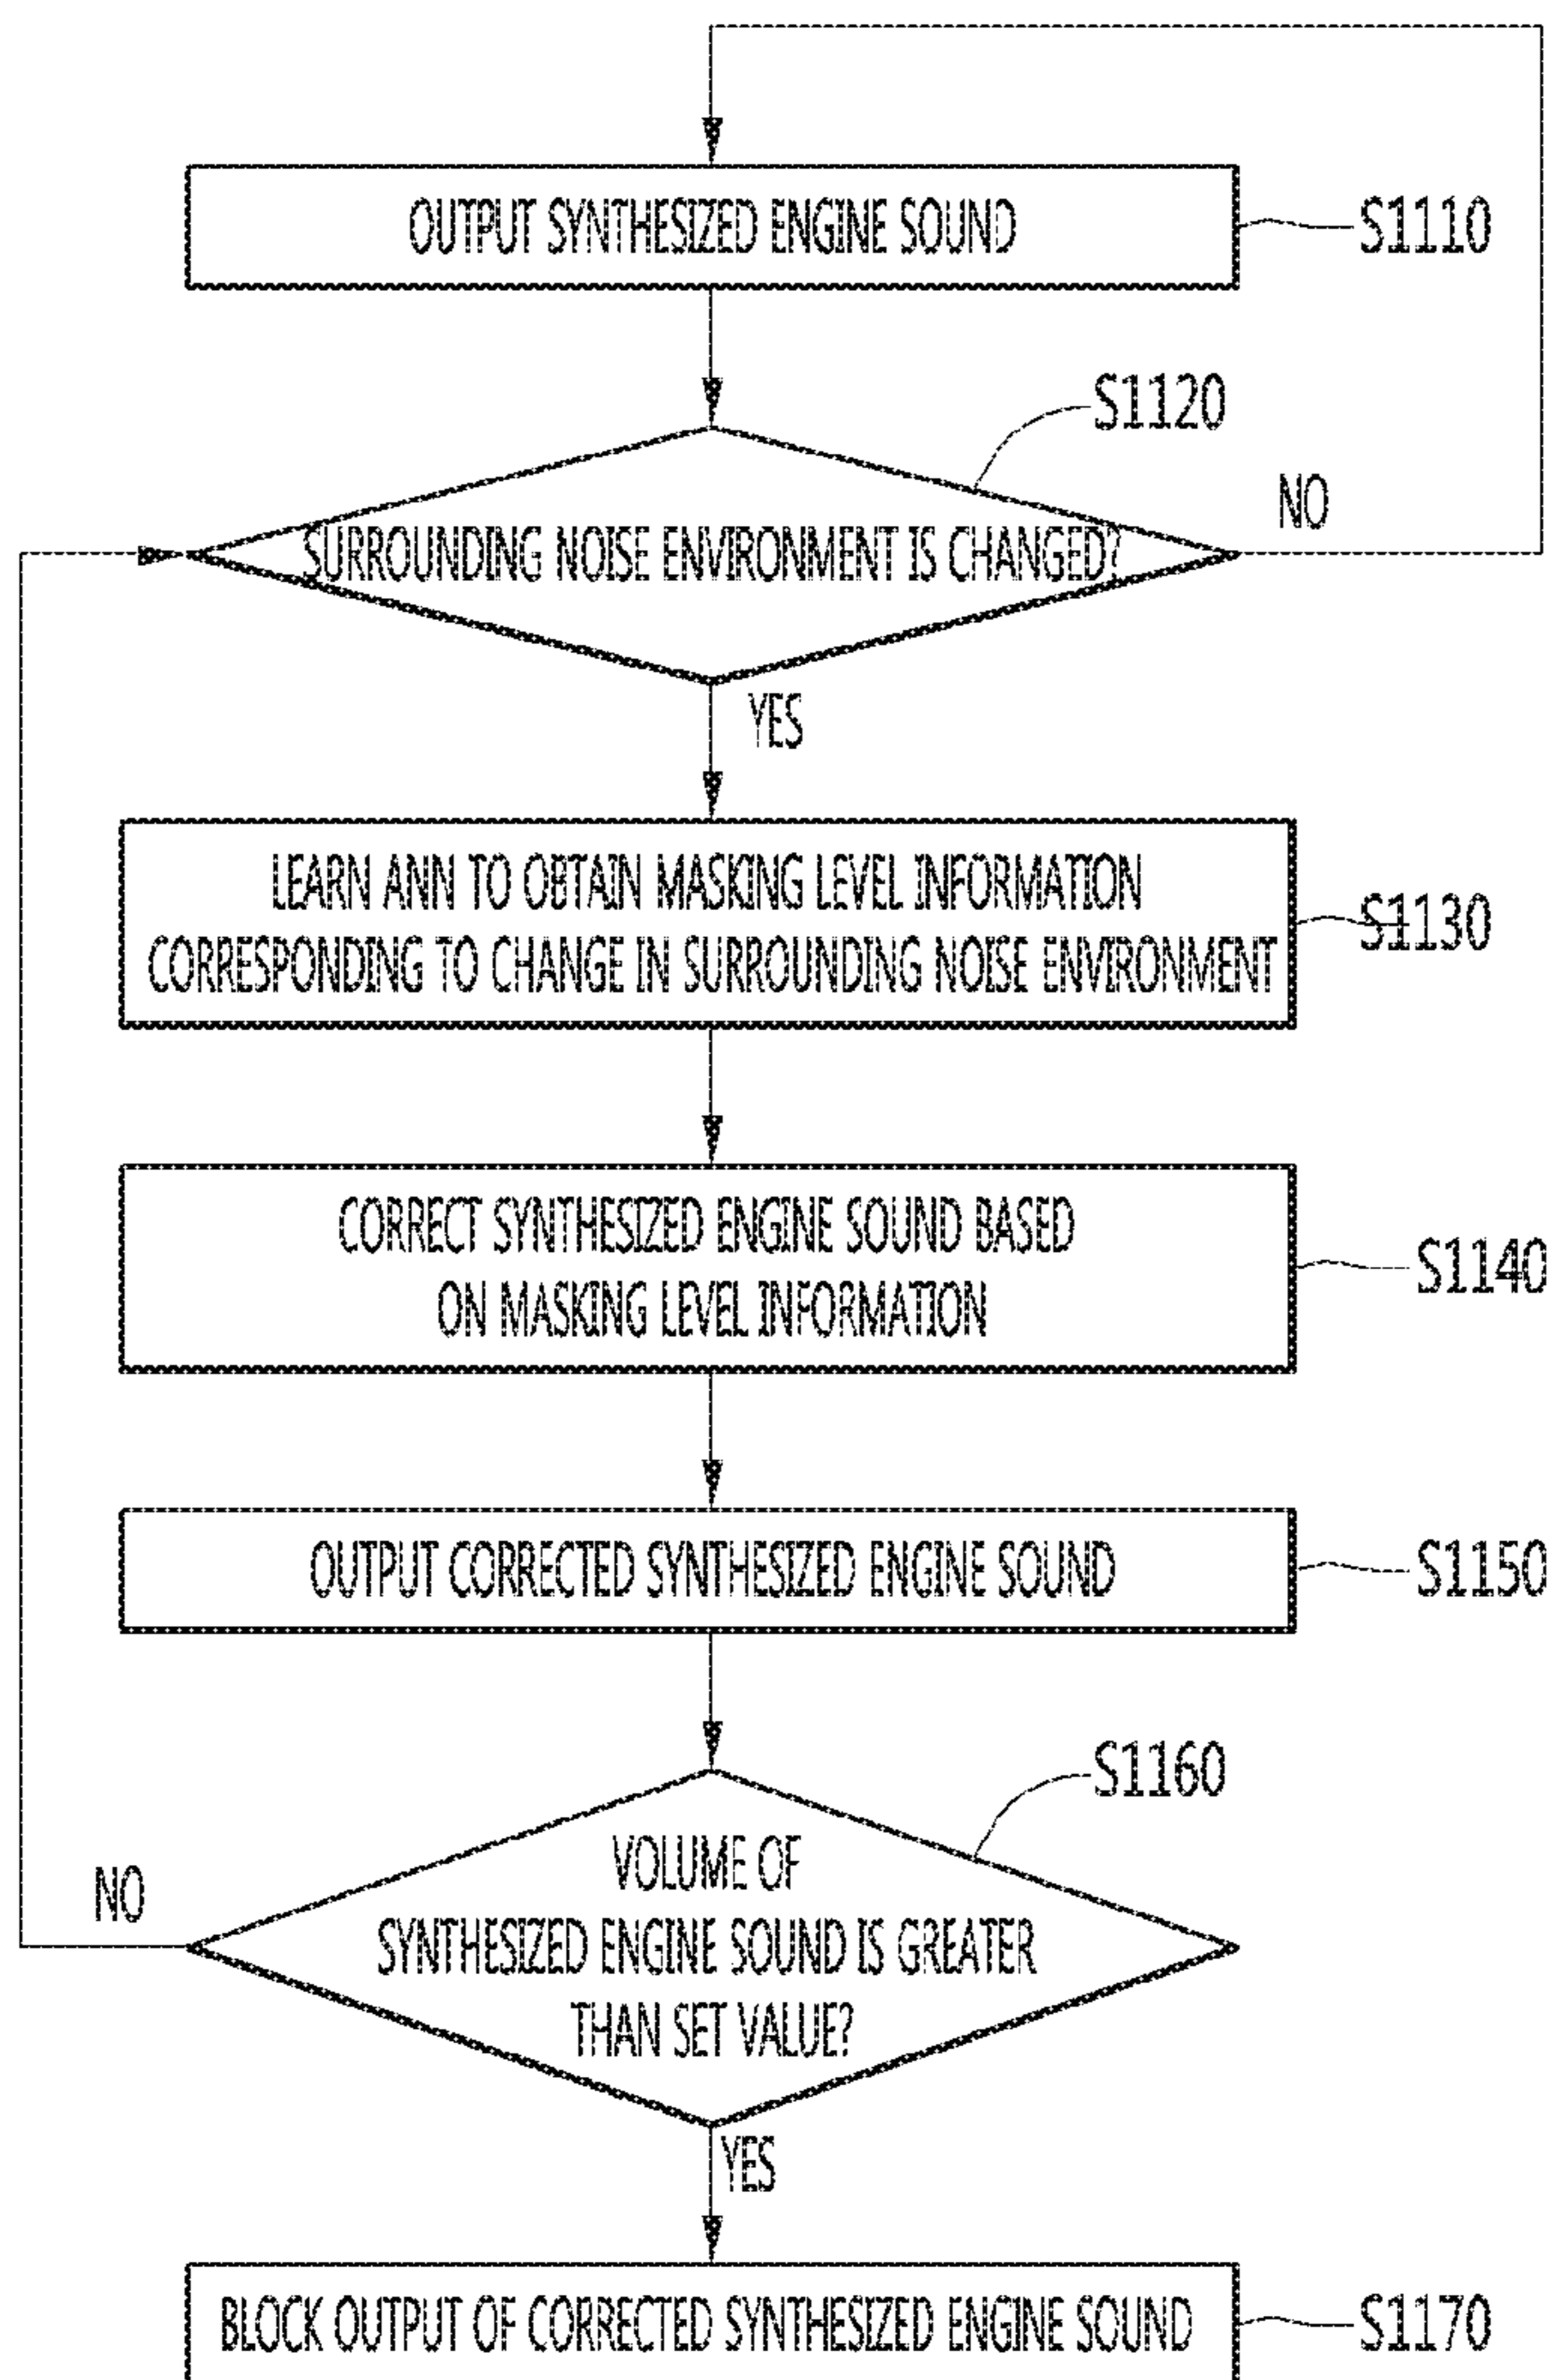 OUTPUT SYNTHESIZED ENGINE SOUND
S1110
S1120
SURROUNDING NOISE ENVIRONMENT IS CHANGED?
NO
YES
LEARN ANN TO OBTAIN MASKING LEVEL INFORMATION
CORRESPONDING TO CHANGE IN SURROUNDING NOISE ENVIRONMENT
S1130
CORRECT SYNTHESIZED ENGINE SOUND BASED
ON MASKING LEVEL INFORMATION
S1140
OUTPUT CORRECTED SYNTHESIZED ENGINE SOUND
S1150
S1160
VOLUME OF
SYNTHESIZED ENGINE SOUND IS GREATER
THAN SET VALUE?
NO
YES
BLOCK OUTPUT OF CORRECTED SYNTHESIZED ENGINE SOUND
S1170